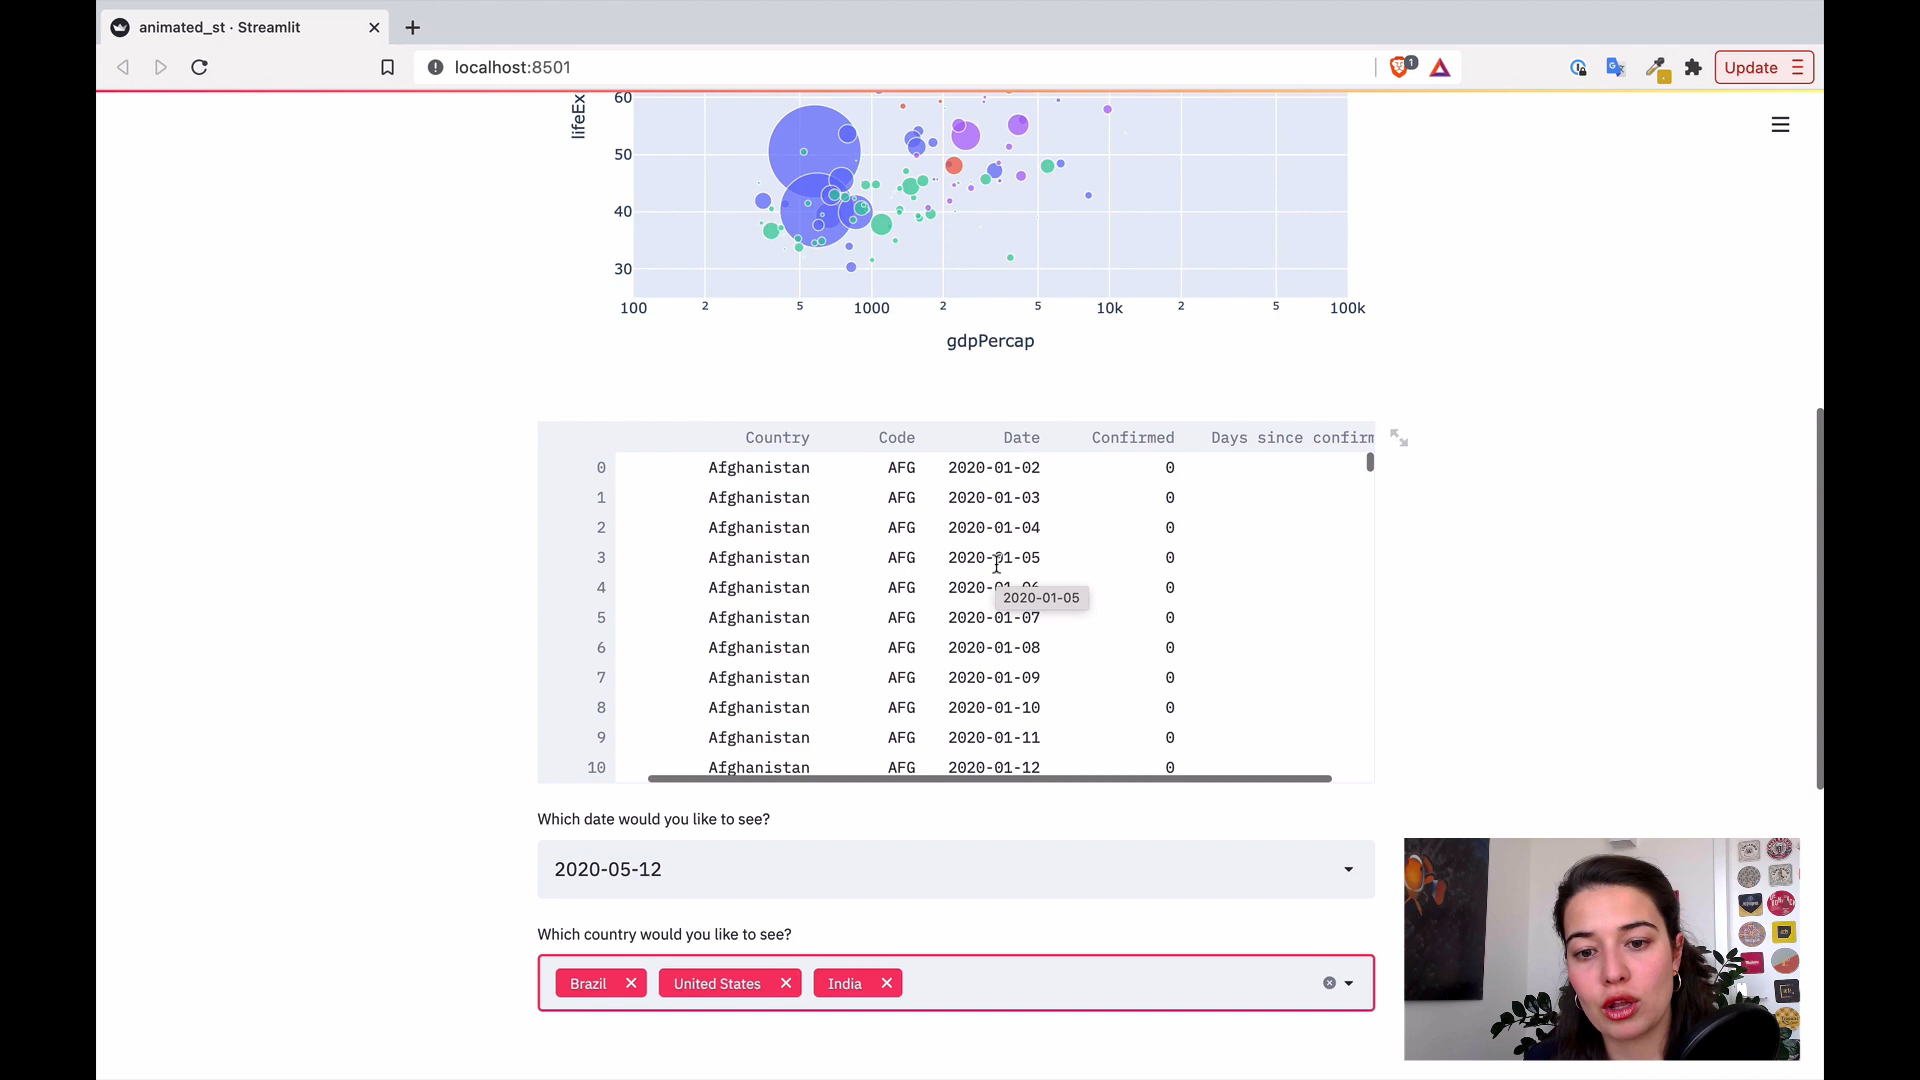 animated_st · Streamlit
localhost:8501
1
Update
lifeEx
60
50
40
30
100 2 5 1000 2 5 10k 2 5 100k
gdpPercap
Country Code Date Confirmed Days since confirm
0 Afghanistan AFG 2020-01-02 0
1 Afghanistan AFG 2020-01-03 0
2 Afghanistan AFG 2020-01-04 0
3 Afghanistan AFG 2020-01-05 0
4 Afghanistan AFG 2020-01-06 0
2020-01-05
5 Afghanistan AFG 2020-01-07 0
6 Afghanistan AFG 2020-01-08 0
7 Afghanistan AFG 2020-01-09 0
8 Afghanistan AFG 2020-01-10 0
9 Afghanistan AFG 2020-01-11 0
10 Afghanistan AFG 2020-01-12 0
Which date would you like to see?
2020-05-12
Which country would you like to see?
Brazil United States India